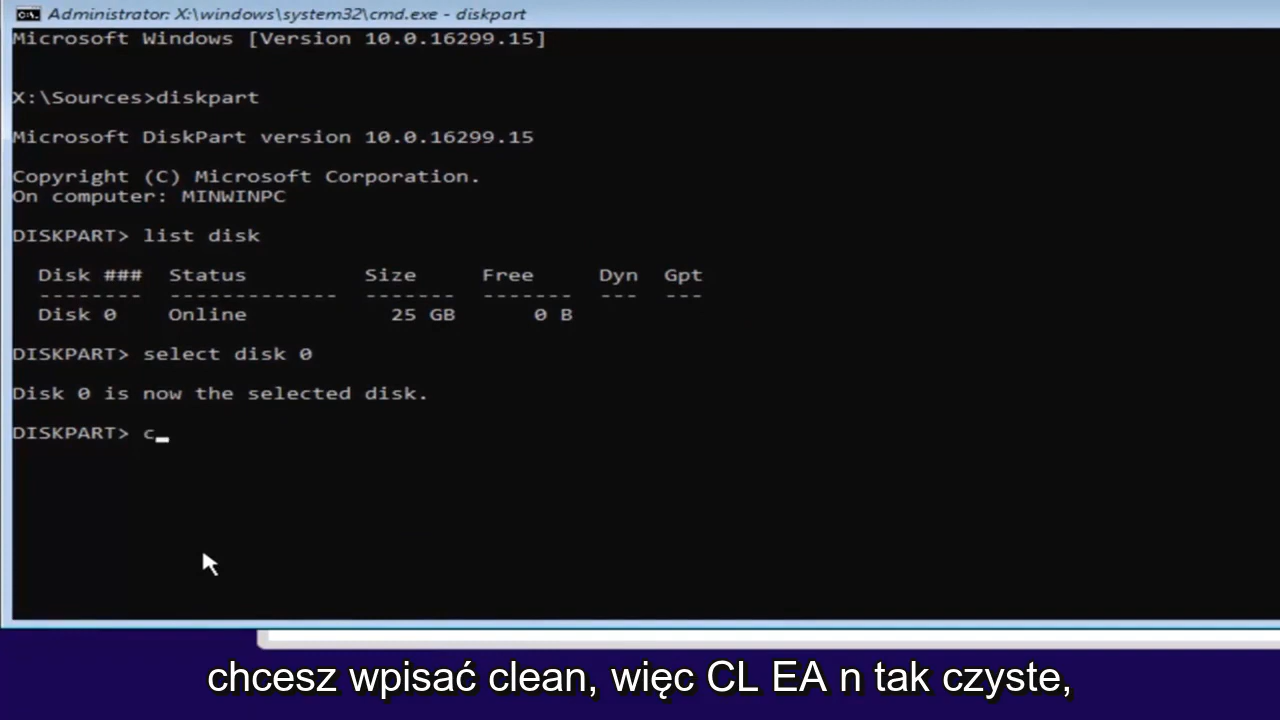 Administrator: X:\windows\system32\cmd.exe - diskpart
Microsoft Windows [Version 10.0.16299.15]
X:\Sources>diskpart
Microsoft DiskPart version 10.0.16299.15
Copyright (C) Microsoft Corporation.
On computer: MINWINPC
DISKPART> list disk
Disk ### Status Size Free Dyn Gpt
-------- ------------- ------- ------- --- ---
Disk 0 Online 25 GB 0 B
DISKPART> select disk 0
Disk 0 is now the selected disk.
DISKPART> c_
chcesz wpisać clean, więc CL EA n tak czyste,